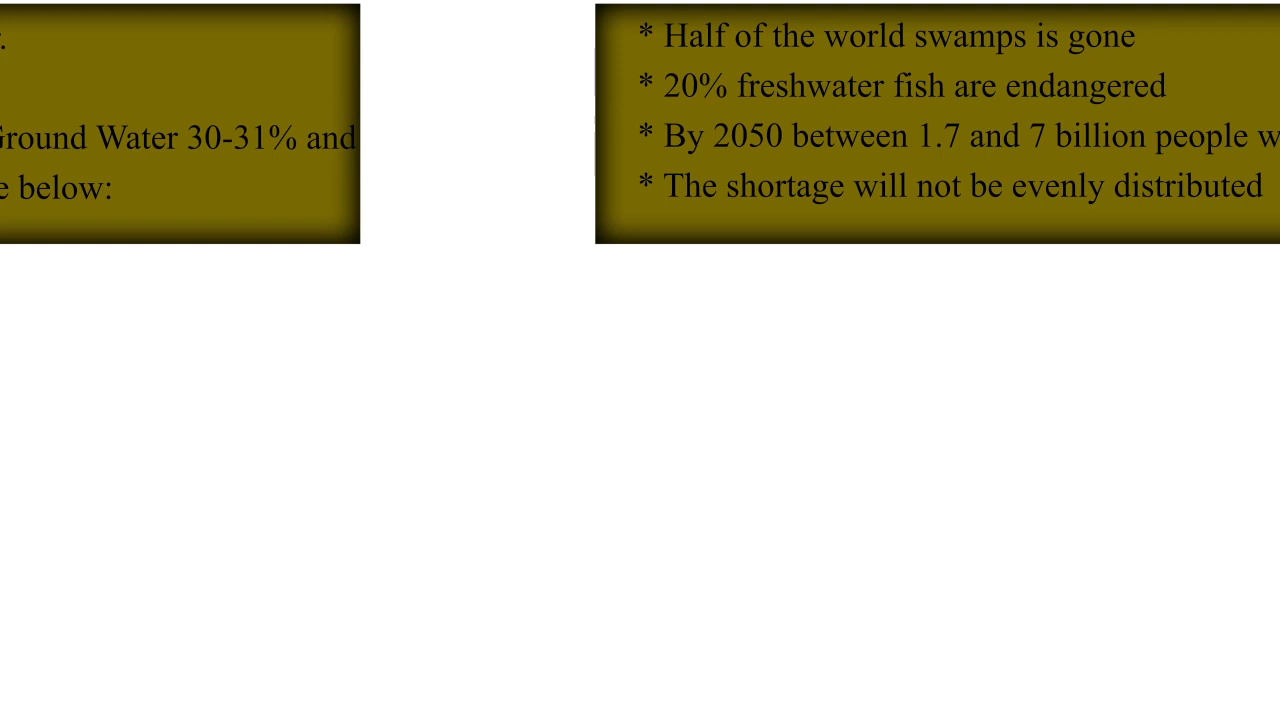 Ground Water 30-31% and
below:
* Half of the world swamps is gone
* 20% freshwater fish are endangered
* By 2050 between 1.7 and 7 billion people
* The shortage will not be evenly distributed